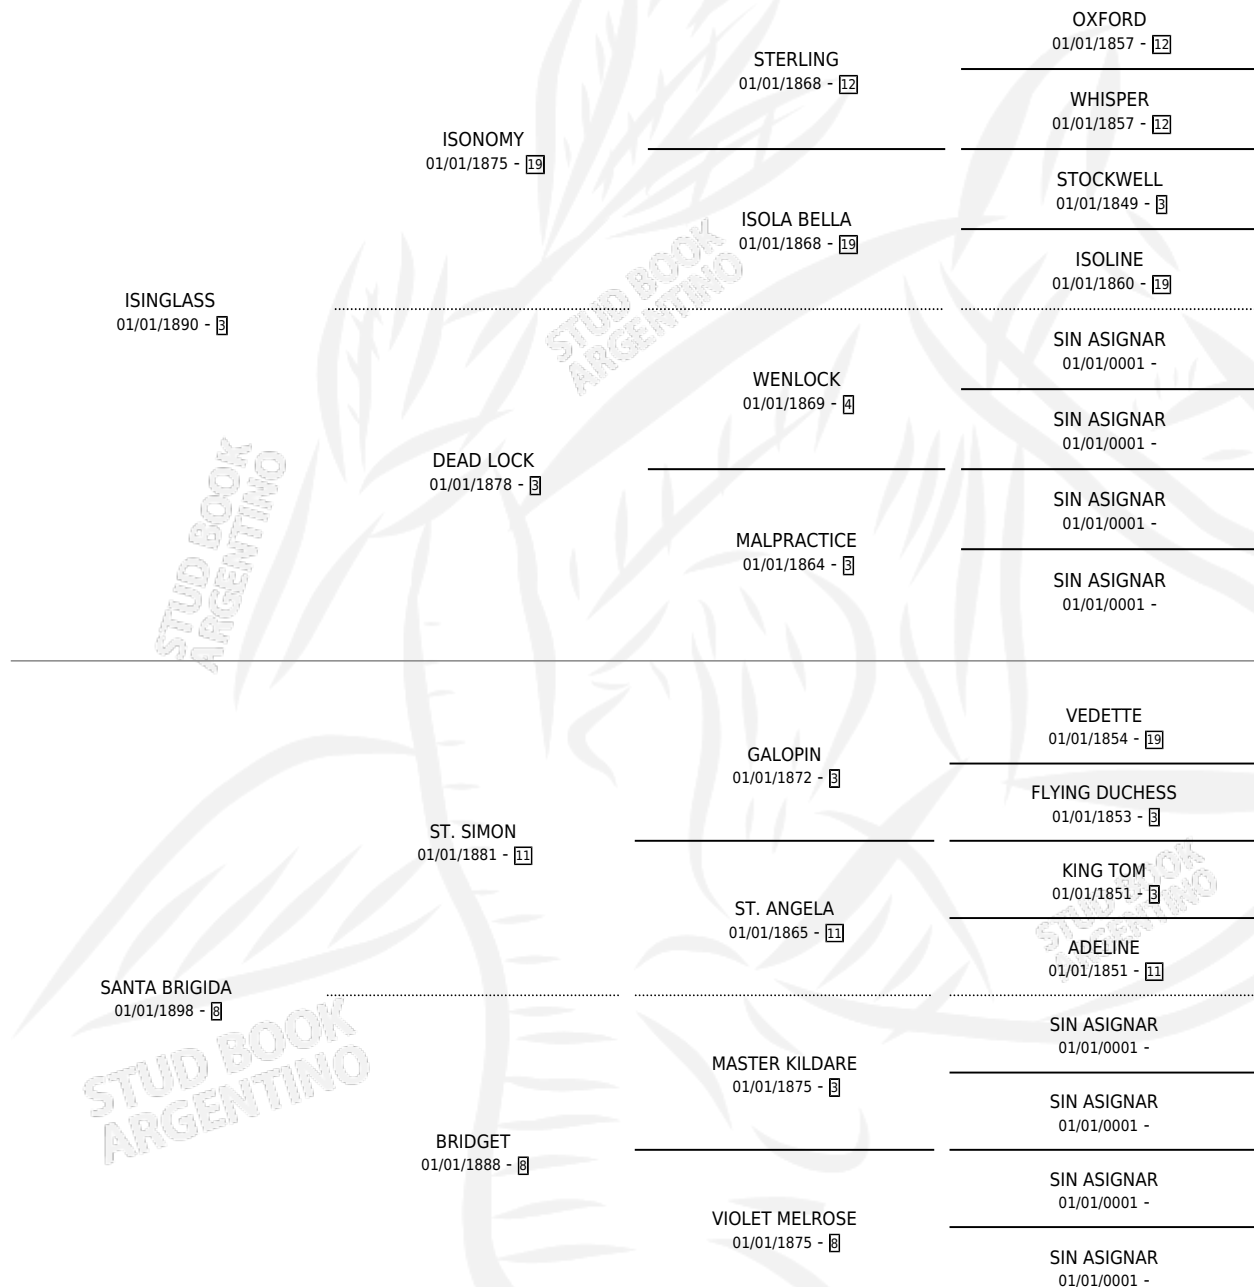 OXFORD
01/01/1857 - 12
STERLING
01/01/1868 - 12
WHISPER
01/01/1857 - 12
ISONOMY
01/01/1875 - 19
STOCKWELL
01/01/1849 - 3
ISOLA BELLA
01/01/1868 - 19
ISOLINE
01/01/1860 - 19
ISINGLASS
01/01/1890 - 3
SIN ASIGNAR
01/01/0001 -
WENLOCK
01/01/1869 - 4
SIN ASIGNAR
01/01/0001 -
DEAD LOCK
01/01/1878 - 3
SIN ASIGNAR
01/01/0001 -
MALPRACTICE
01/01/1864 - 3
SIN ASIGNAR
01/01/0001 -
VEDETTE
01/01/1854 - 19
GALOPIN
01/01/1872 - 3
FLYING DUCHESS
01/01/1853 - 3
ST. SIMON
01/01/1881 - 11
KING TOM
01/01/1851 - 3
ST. ANGELA
01/01/1865 - 11
ADELINE
01/01/1851 - 11
SANTA BRIGIDA
01/01/1898 - 8
SIN ASIGNAR
01/01/0001 -
MASTER KILDARE
01/01/1875 - 3
SIN ASIGNAR
01/01/0001 -
BRIDGET
01/01/1888 - 8
SIN ASIGNAR
01/01/0001 -
VIOLET MELROSE
01/01/1875 - 8
SIN ASIGNAR
01/01/0001 -
STUD BOOK
ARGENTINO
STUD BOOK
ARGENTINO
STUD BOOK
ARGENTINO
STUD BOOK
ARGENTINO